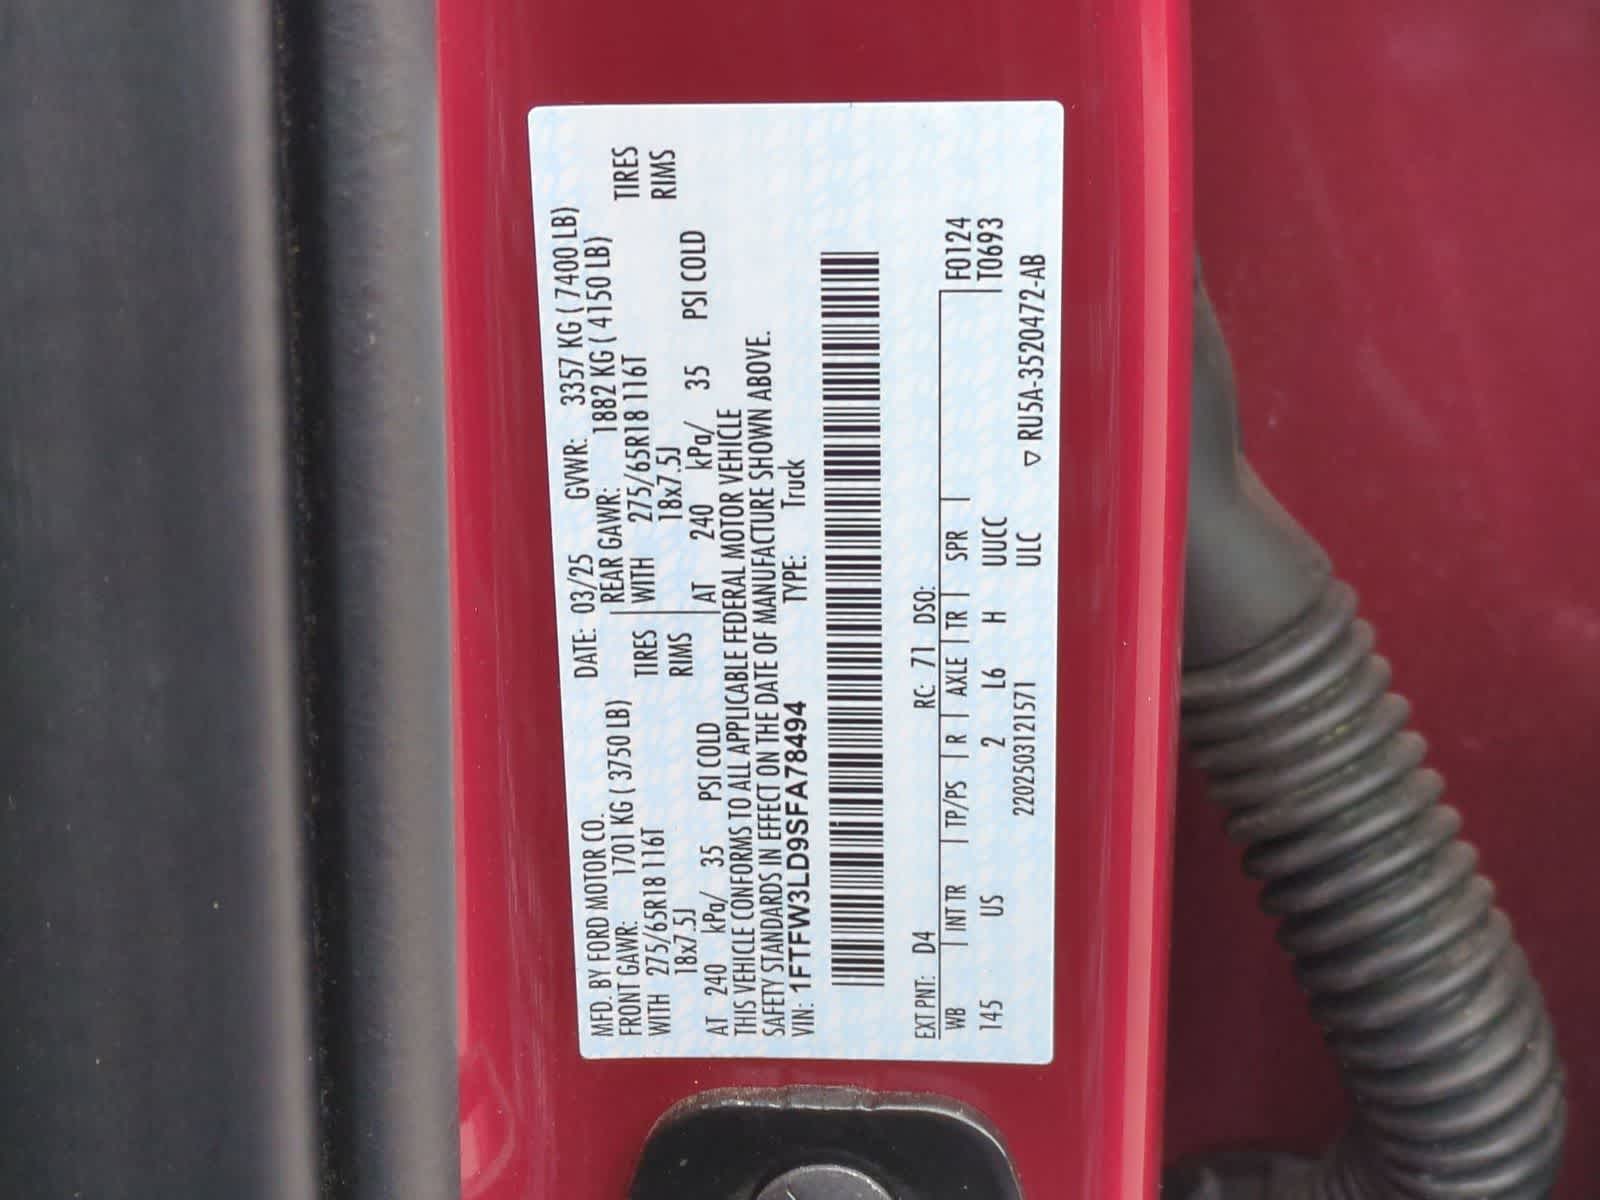 MFD. BY FORD MOTOR CO. DATE: 03/25 GVWR: 3357 KG ( 7400 LB)
FRONT GAWR: 1701 KG ( 3750 LB) REAR GAWR: 1882 KG ( 4150 LB)
WITH 275/65R18 116T TIRES WITH 275/65R18 116T TIRES
18x7.5J RIMS 18x7.5J RIMS
AT 240 kPa/ 35 PSI COLD AT 240 kPa/ 35 PSI COLD
THIS VEHICLE CONFORMS TO ALL APPLICABLE FEDERAL MOTOR VEHICLE
SAFETY STANDARDS IN EFFECT ON THE DATE OF MANUFACTURE SHOWN ABOVE.
VIN: 1FTFW3LD9SFA78494 TYPE: Truck
EXT PNT: D4 RC: 71 DSO:
WB INT TR TP/PS R AXLE TR SPR F0124
145 US 2 L6 H UUCC T0693
220250312157​1 ULC ▽ RU5A-3520472-AB